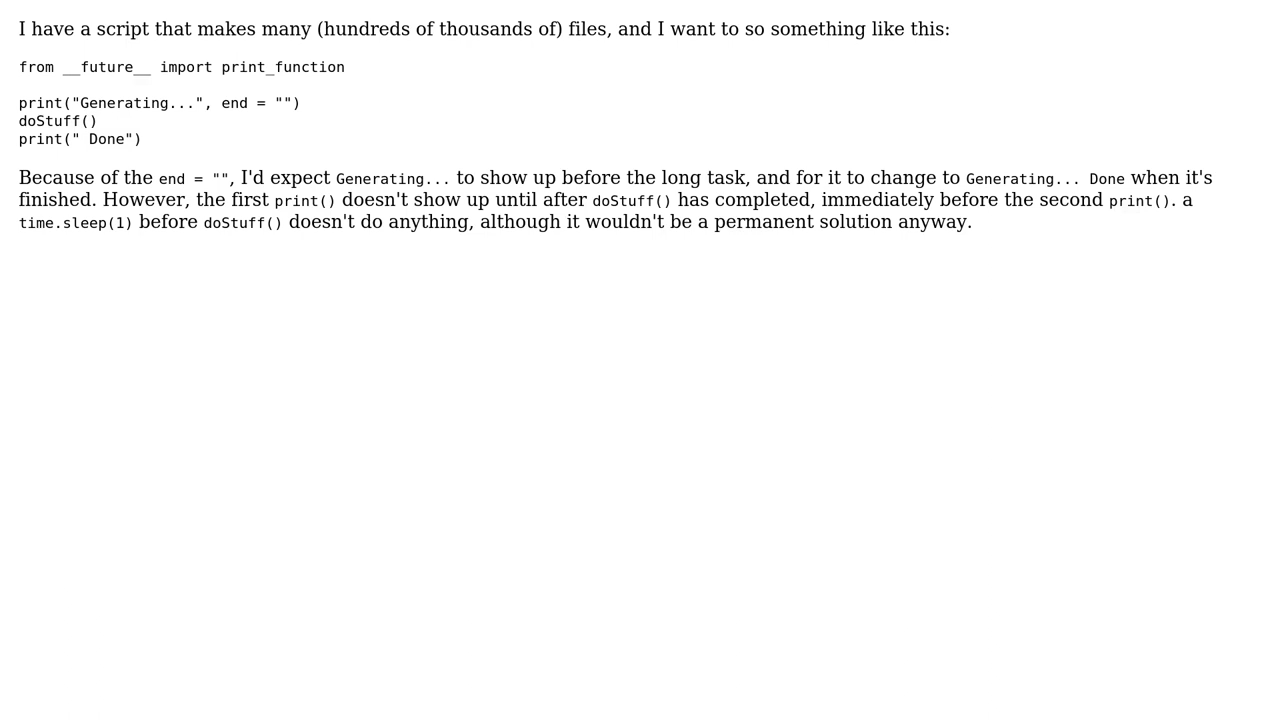 I have a script that makes many (hundreds of thousands of) files, and I want to so something like this:
from __future__ import print_function
print("Generating...", end = "")
doStuff()
print(" Done")
Because of the end = "", I'd expect Generating... to show up before the long task, and for it to change to Generating... Done when it's
finished. However, the first print() doesn't show up until after doStuff() has completed, immediately before the second print(). a
time.sleep(1) before doStuff() doesn't do anything, although it wouldn't be a permanent solution anyway.